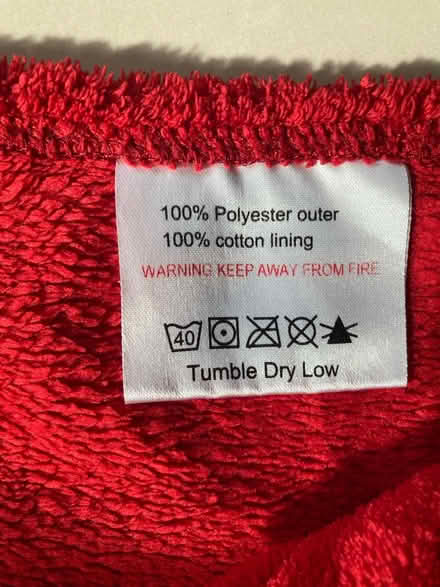 100% Polyester outer
100% cotton lining
WARNING KEEP AWAY FROM FIRE
40
Tumble Dry Low